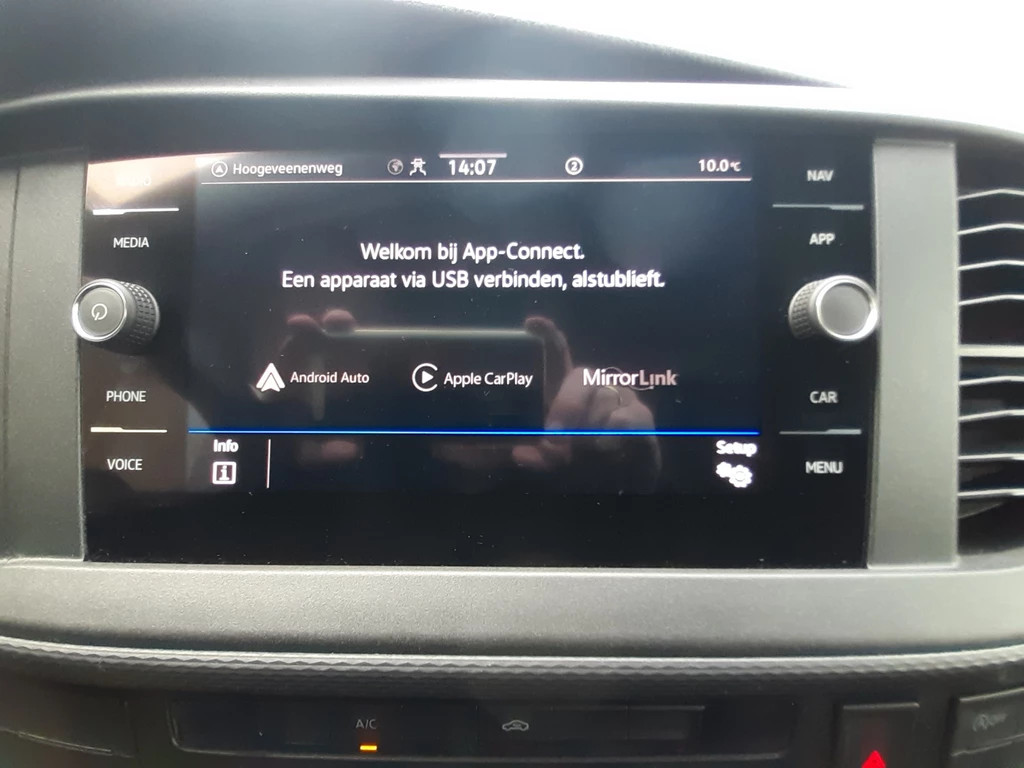 Hoogeveenenweg 14:07 2 10.0°C
NAV
MEDIA
APP
Welkom bij App-Connect.
Een apparaat via USB verbinden, alstublieft.
Android Auto Apple CarPlay MirrorLink
PHONE
CAR
Info
Setup
VOICE
MENU
A/C